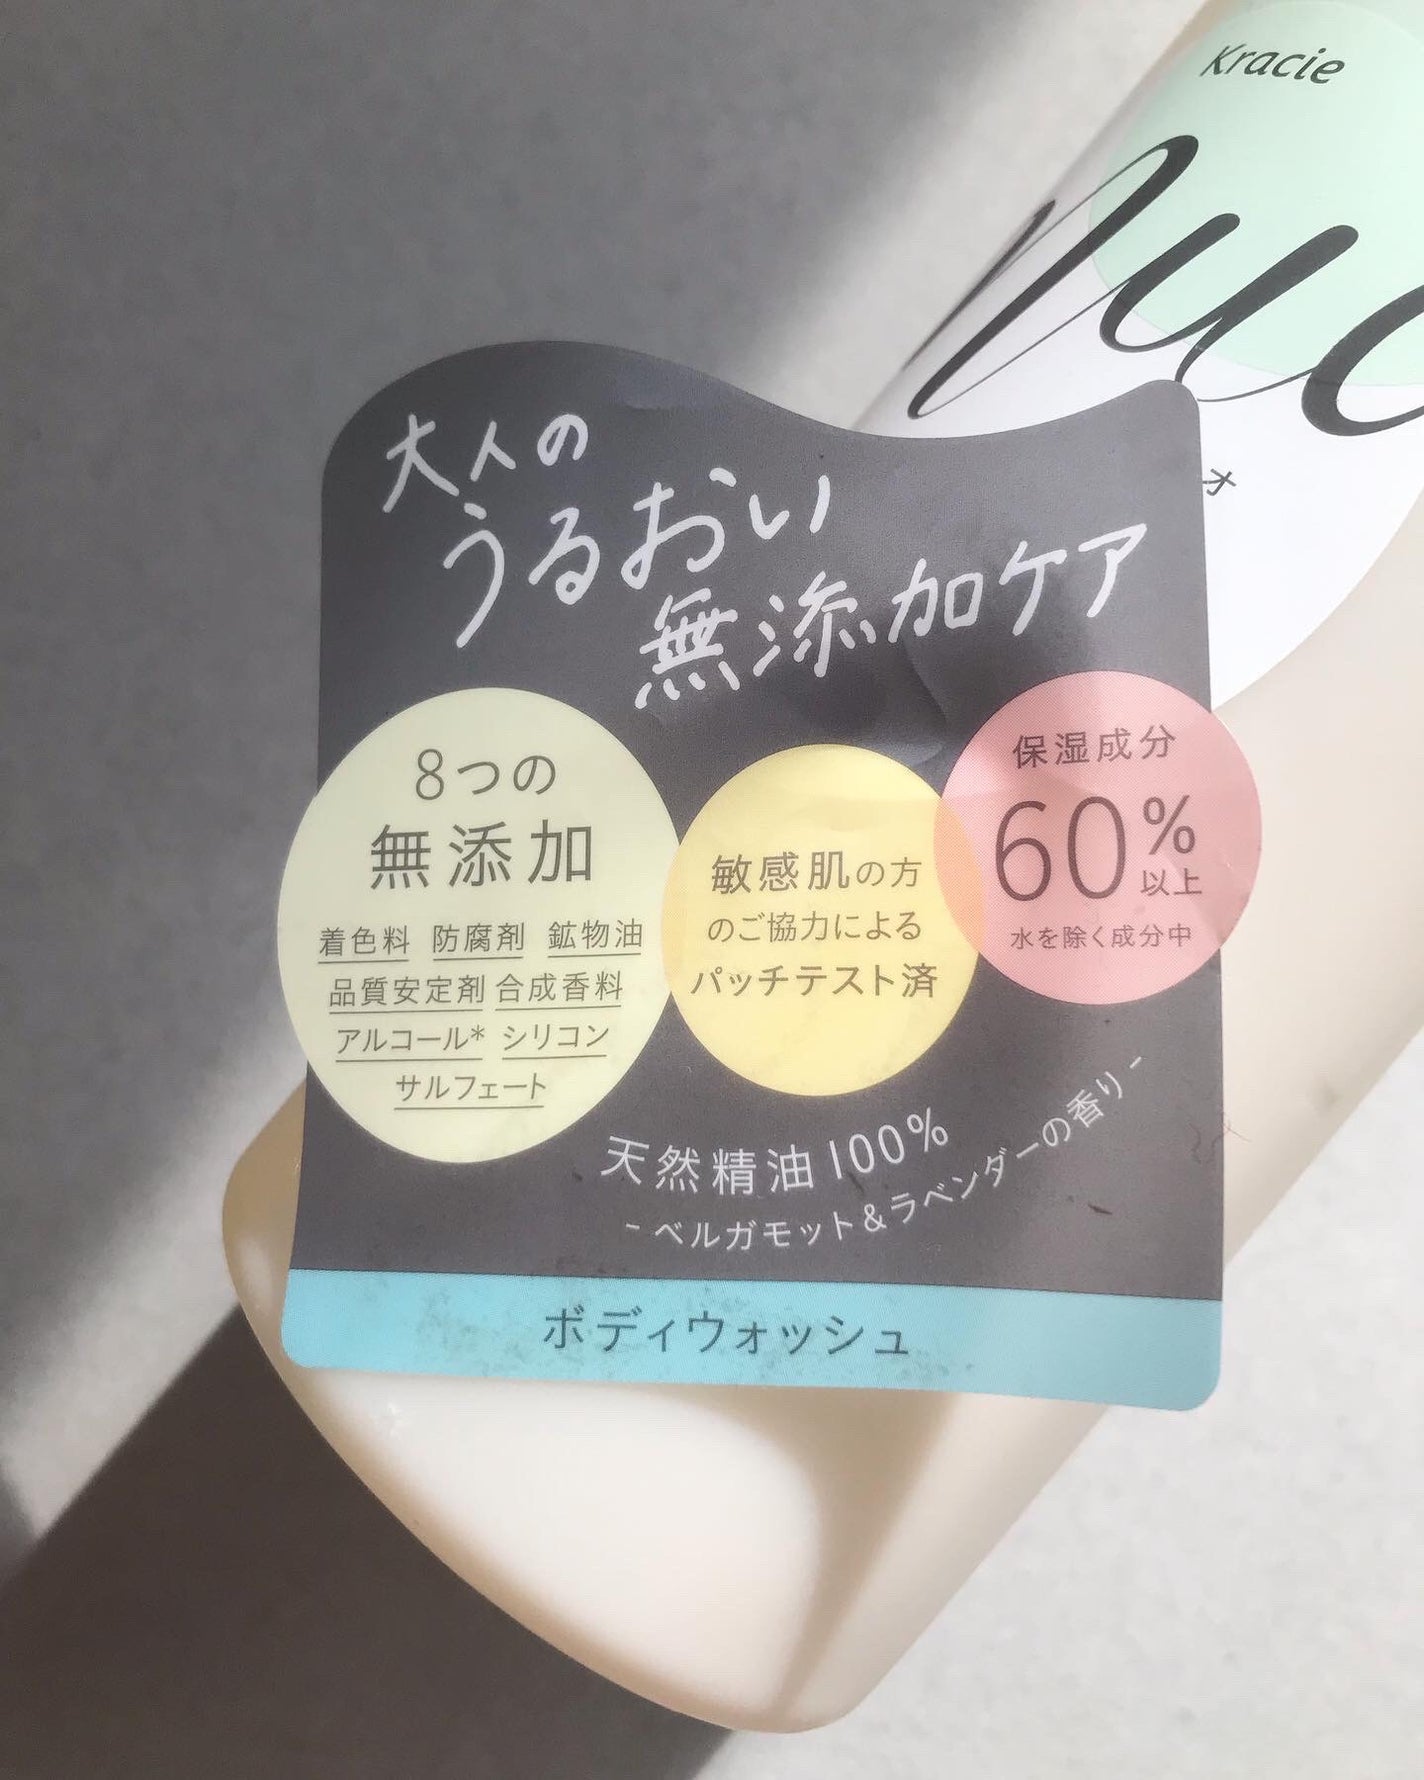 Kracie
オ
大人の
うるおい
無添加ケア
8つの
無添加
着色料 防腐剤 鉱物油
品質安定剤 合成香料
アルコール* シリコン
サルフェート
敏感肌の方
のご協力による
パッチテスト済
保湿成分
60%
以上
水を除く成分中
天然精油100%
- ベルガモット&ラベンダーの香り -
ボディウォッシュ